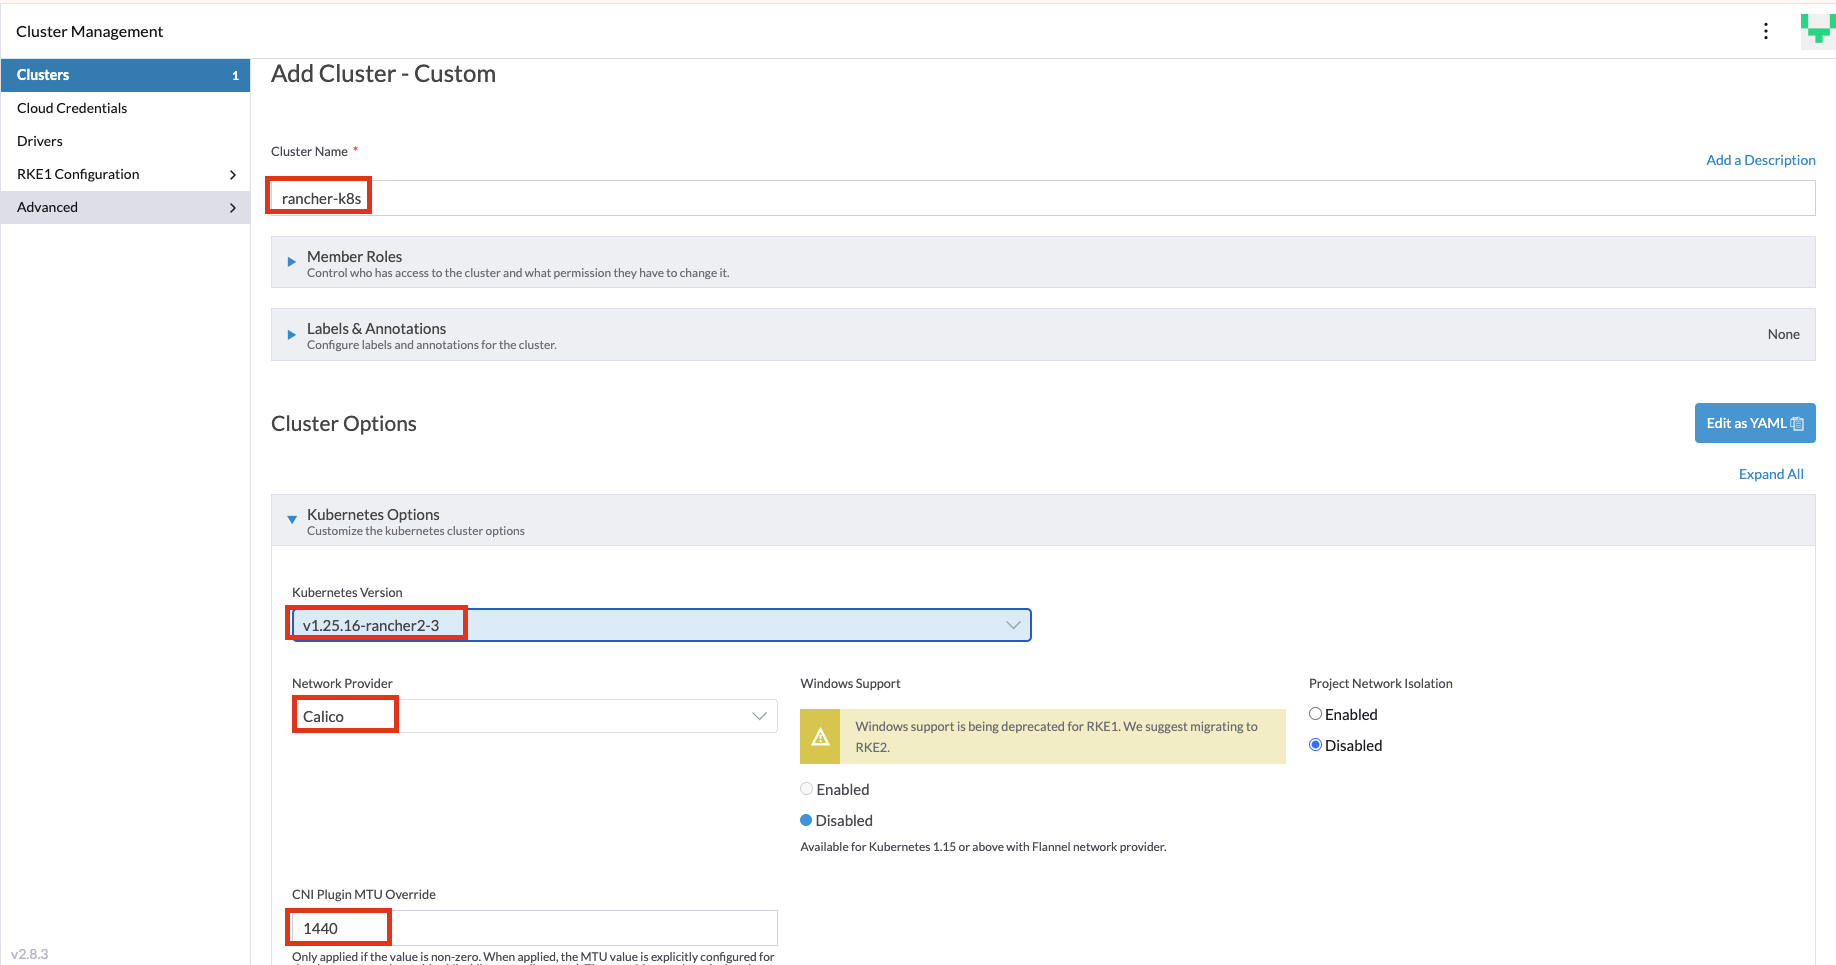 Cluster Management
Clusters 1
Cloud Credentials
Drivers
RKE1 Configuration
Advanced
v2.8.3
Add Cluster - Custom
Cluster Name *
Add a Description
rancher-k8s
Member Roles
Control who has access to the cluster and what permission they have to change it.
Labels & Annotations
Configure labels and annotations for the cluster.
None
Cluster Options
Edit as YAML
Expand All
Kubernetes Options
Customize the kubernetes cluster options
Kubernetes Version
v1.25.16-rancher2-3
Network Provider
Calico
Windows Support
Windows support is being deprecated for RKE1. We suggest migrating to
RKE2.
Enabled
Disabled
Available for Kubernetes 1.15 or above with Flannel network provider.
Project Network Isolation
Enabled
Disabled
CNI Plugin MTU Override
1440
Only applied if the value is non-zero. When applied, the MTU value is explicitly configured for